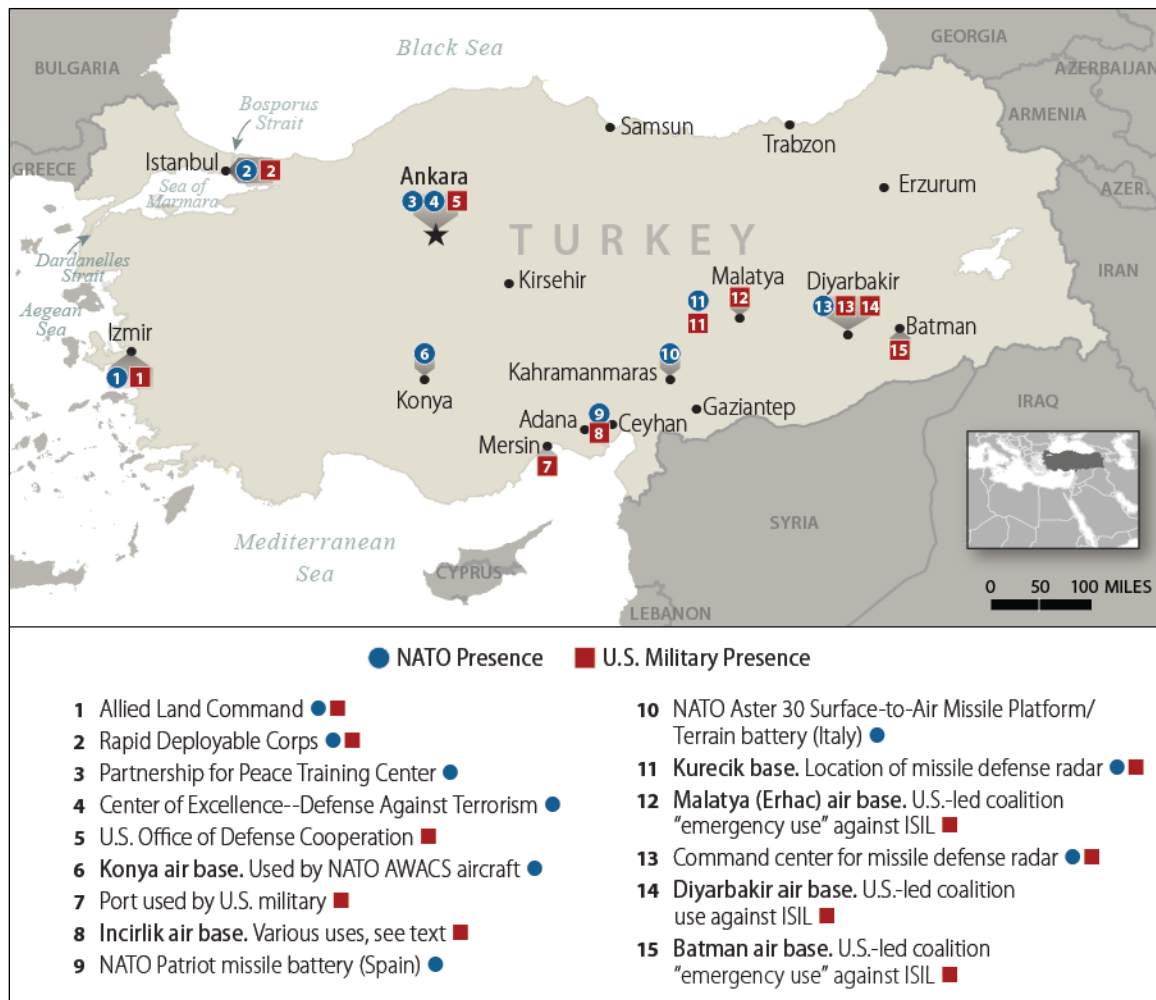 Black Sea
GEORGIA
BULGARIA
AZERBAIJAN
Bosporus
Strait
ARMENIA
Samsun
Trabzon
GREECE
Istanbul
2 2
Sea of
Marmara
Ankara
3 4 5
Erzurum
AZER.
TURKEY
Dardanelles
Strait
Kirsehir
Malatya
Diyarbakir
IRAN
Aegean
Sea
11
12
13 13 14
11
Izmir
Batman
15
1 1
6
10
Kahramanmaras
Konya
Gaziantep
IRAQ
Adana
9
8
Ceyhan
Mersin
7
SYRIA
Mediterranean
Sea
CYPRUS
0 50 100 MILES
LEBANON
NATO Presence U.S. Military Presence
1 Allied Land Command
2 Rapid Deployable Corps
3 Partnership for Peace Training Center
4 Center of Excellence--Defense Against Terrorism
5 U.S. Office of Defense Cooperation
6 Konya air base. Used by NATO AWACS aircraft
7 Port used by U.S. military
8 Incirlik air base. Various uses, see text
9 NATO Patriot missile battery (Spain)
10 NATO Aster 30 Surface-to-Air Missile Platform/
Terrain battery (Italy)
11 Kurecik base. Location of missile defense radar
12 Malatya (Erhac) air base. U.S.-led coalition
"emergency use" against ISIL
13 Command center for missile defense radar
14 Diyarbakir air base. U.S.-led coalition
use against ISIL
15 Batman air base. U.S.-led coalition
"emergency use" against ISIL